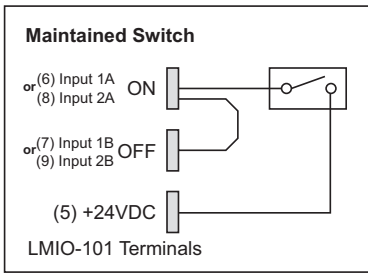 Maintained Switch
or (6) Input 1A ON
(8) Input 2A
or (7) Input 1B OFF
(9) Input 2B
(5) +24VDC
LMIO-101 Terminals